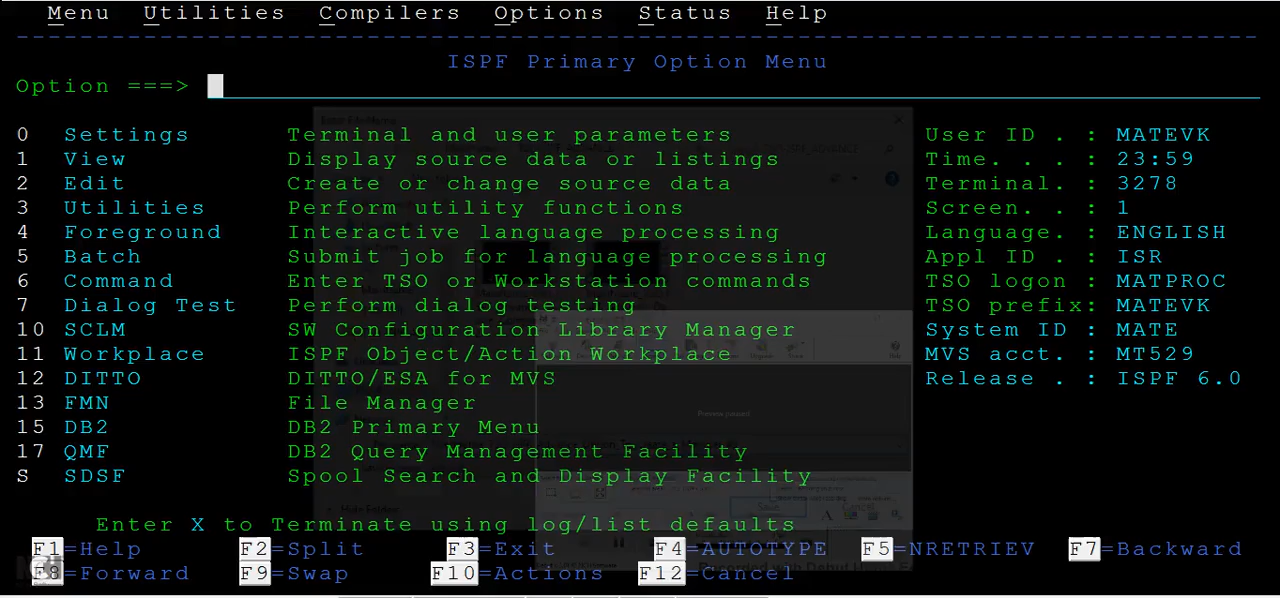 Menu Utilities Compilers Options Status Help
ISPF Primary Option Menu
Option ===>
0 Settings Terminal and user parameters User ID . : MATEVK
1 View Display source data or listings Time. . . : 23:59
2 Edit Create or change source data Terminal. : 3278
3 Utilities Perform utility functions Screen. . : 1
4 Foreground Interactive language processing Language. : ENGLISH
5 Batch Submit job for language processing Appl ID . : ISR
6 Command Enter TSO or Workstation commands TSO logon : MATPROC
7 Dialog Test Perform dialog testing TSO prefix: MATEVK
10 SCLM SW Configuration Library Manager System ID : MATE
11 Workplace ISPF Object/Action Workplace MVS acct. : MT529
12 DITTO DITTO/ESA for MVS Release . : ISPF 6.0
13 FMN File Manager
15 DB2 DB2 Primary Menu
17 QMF DB2 Query Management Facility
S SDSF Spool Search and Display Facility
Enter X to Terminate using log/list defaults
F1=Help F2=Split F3=Exit F4=AUTOTYPE F5=NRETRIEV F7=Backward
F8=Forward F9=Swap F10=Actions F12=Cancel